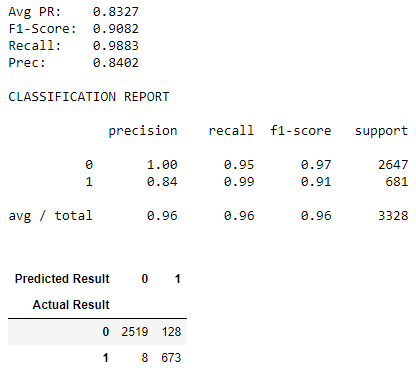 Avg PR: 0.8327
F1-Score: 0.9082
Recall: 0.9883
Prec: 0.8402
CLASSIFICATION REPORT
precision recall f1-score support
0 1.00 0.95 0.97 2647
1 0.84 0.99 0.91 681
avg / total 0.96 0.96 0.96 3328
Predicted Result 0 1
Actual Result
0 2519 128
1 8 673